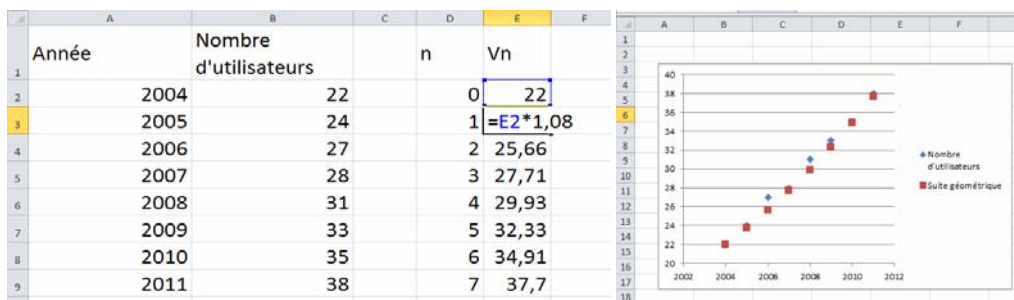 A B C D E F
1 Année Nombre d'utilisateurs n Vn
2 2004 22 0 22
3 2005 24 1 =E2*1,08
4 2006 27 2 25,66
5 2007 28 3 27,71
6 2008 31 4 29,93
7 2009 33 5 32,33
8 2010 35 6 34,91
9 2011 38 7 37,7
A B C D E F
1
2
3
4
5
6
7
8
9
10
11
12
13
14
15
16
17
18
40
38
36
34
32
30
28
26
24
22
20
2002 2004 2006 2008 2010 2012
Nombre
d'utilisateurs
Suite géométrique